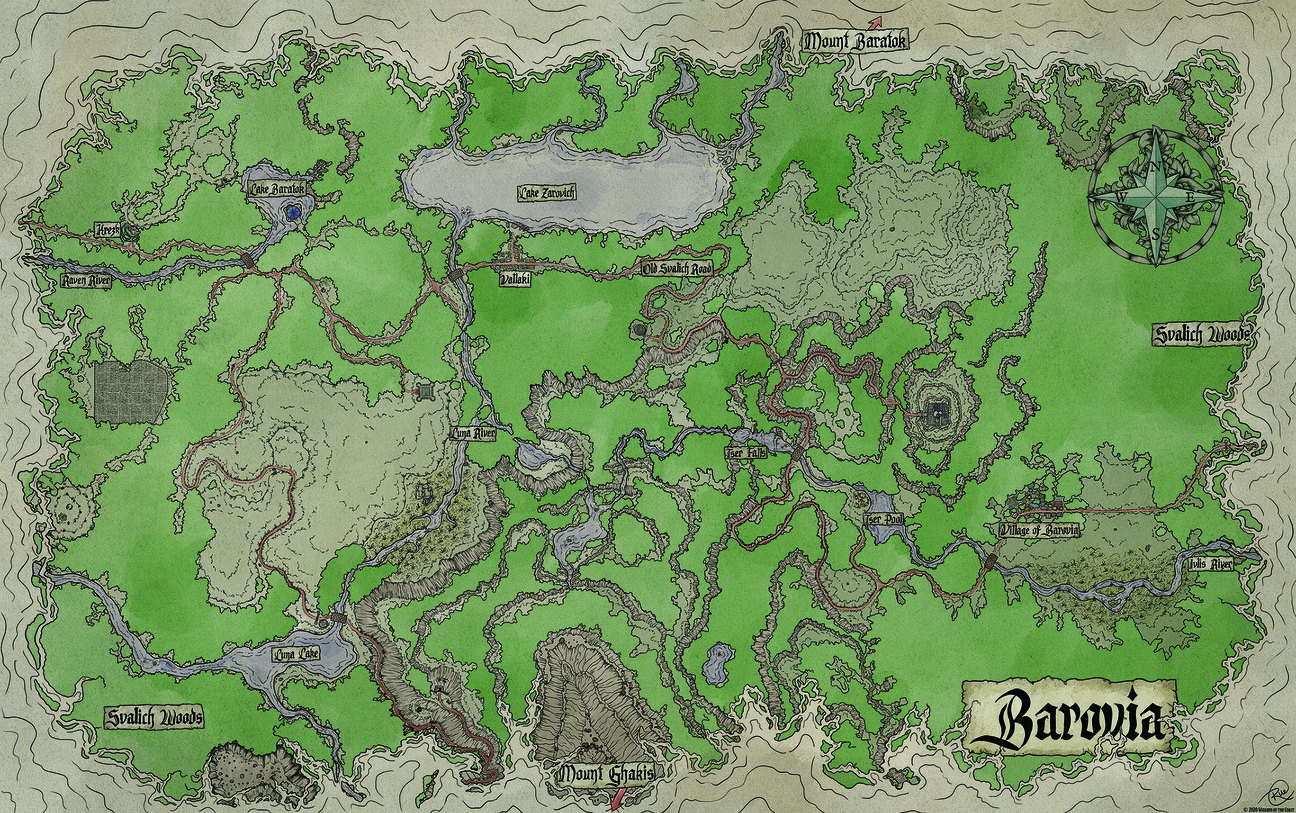 Mount Baratok
Lake Baratok
Lake Zarovich
W
E
S
Krezk
Raven River
Vallaki
Old Svalich Road
Svalich Woods
Luna River
Tser Falls
Tser Pool
Village of Barovia
Ivlis River
Luna Lake
Svalich Woods
Barovia
Mount Ghakis
© 2020 Wizards of the Coast